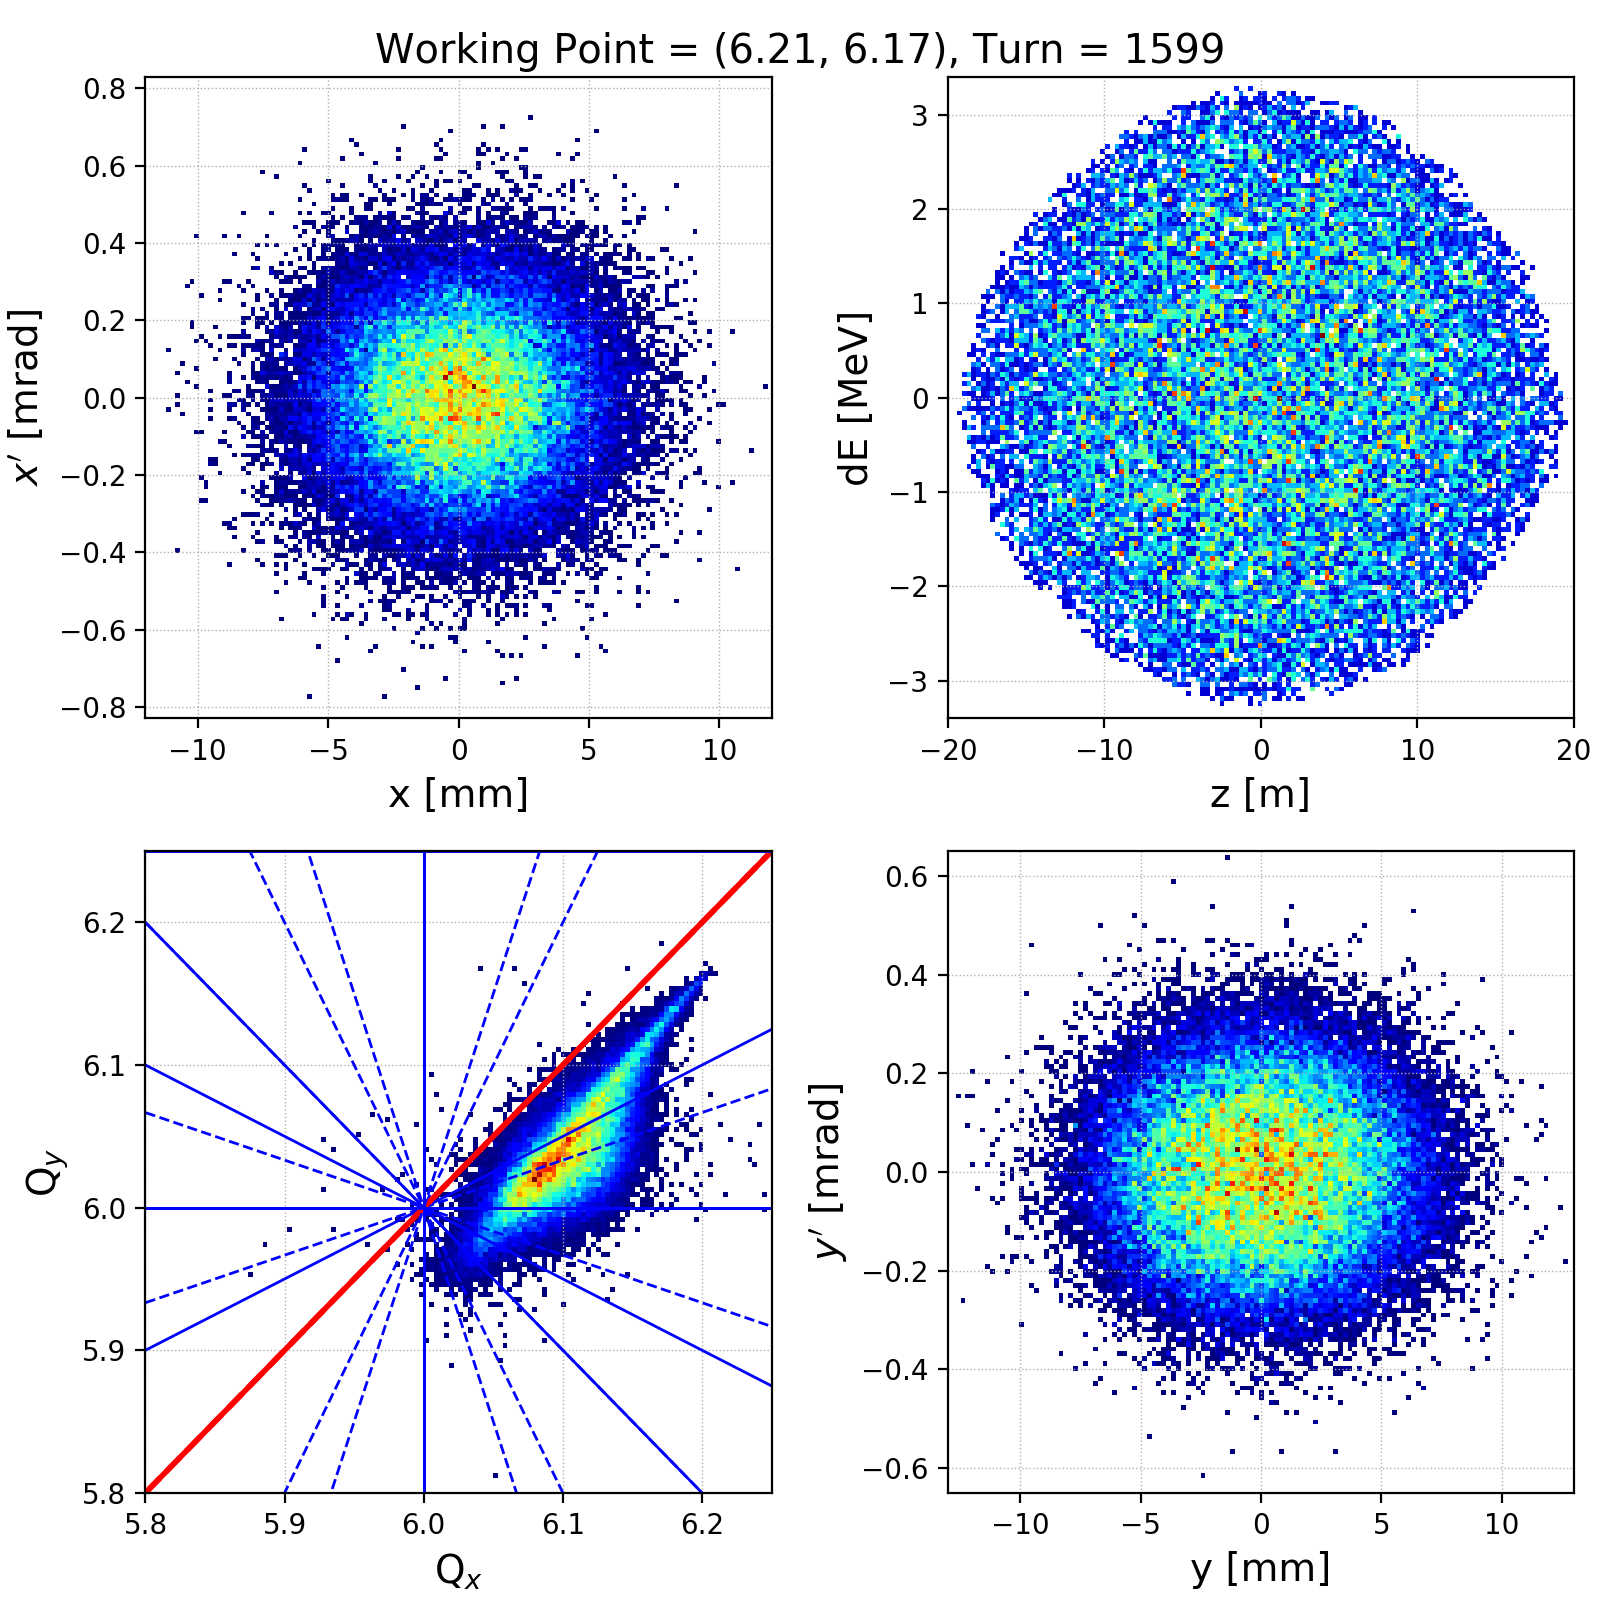 Working Point = (6.21, 6.17), Turn = 1599
0.8
0.6
0.4
0.2
0.0
−0.2
−0.4
−0.6
−0.8
x′ [mrad]
−10 −5 0 5 10
x [mm]
3
2
1
0
−1
−2
−3
dE [MeV]
−20 −10 0 10 20
z [m]
6.2
6.1
6.0
5.9
5.8
Qy
5.8 5.9 6.0 6.1 6.2
Qx
0.6
0.4
0.2
0.0
−0.2
−0.4
−0.6
y′ [mrad]
−10 −5 0 5 10
y [mm]